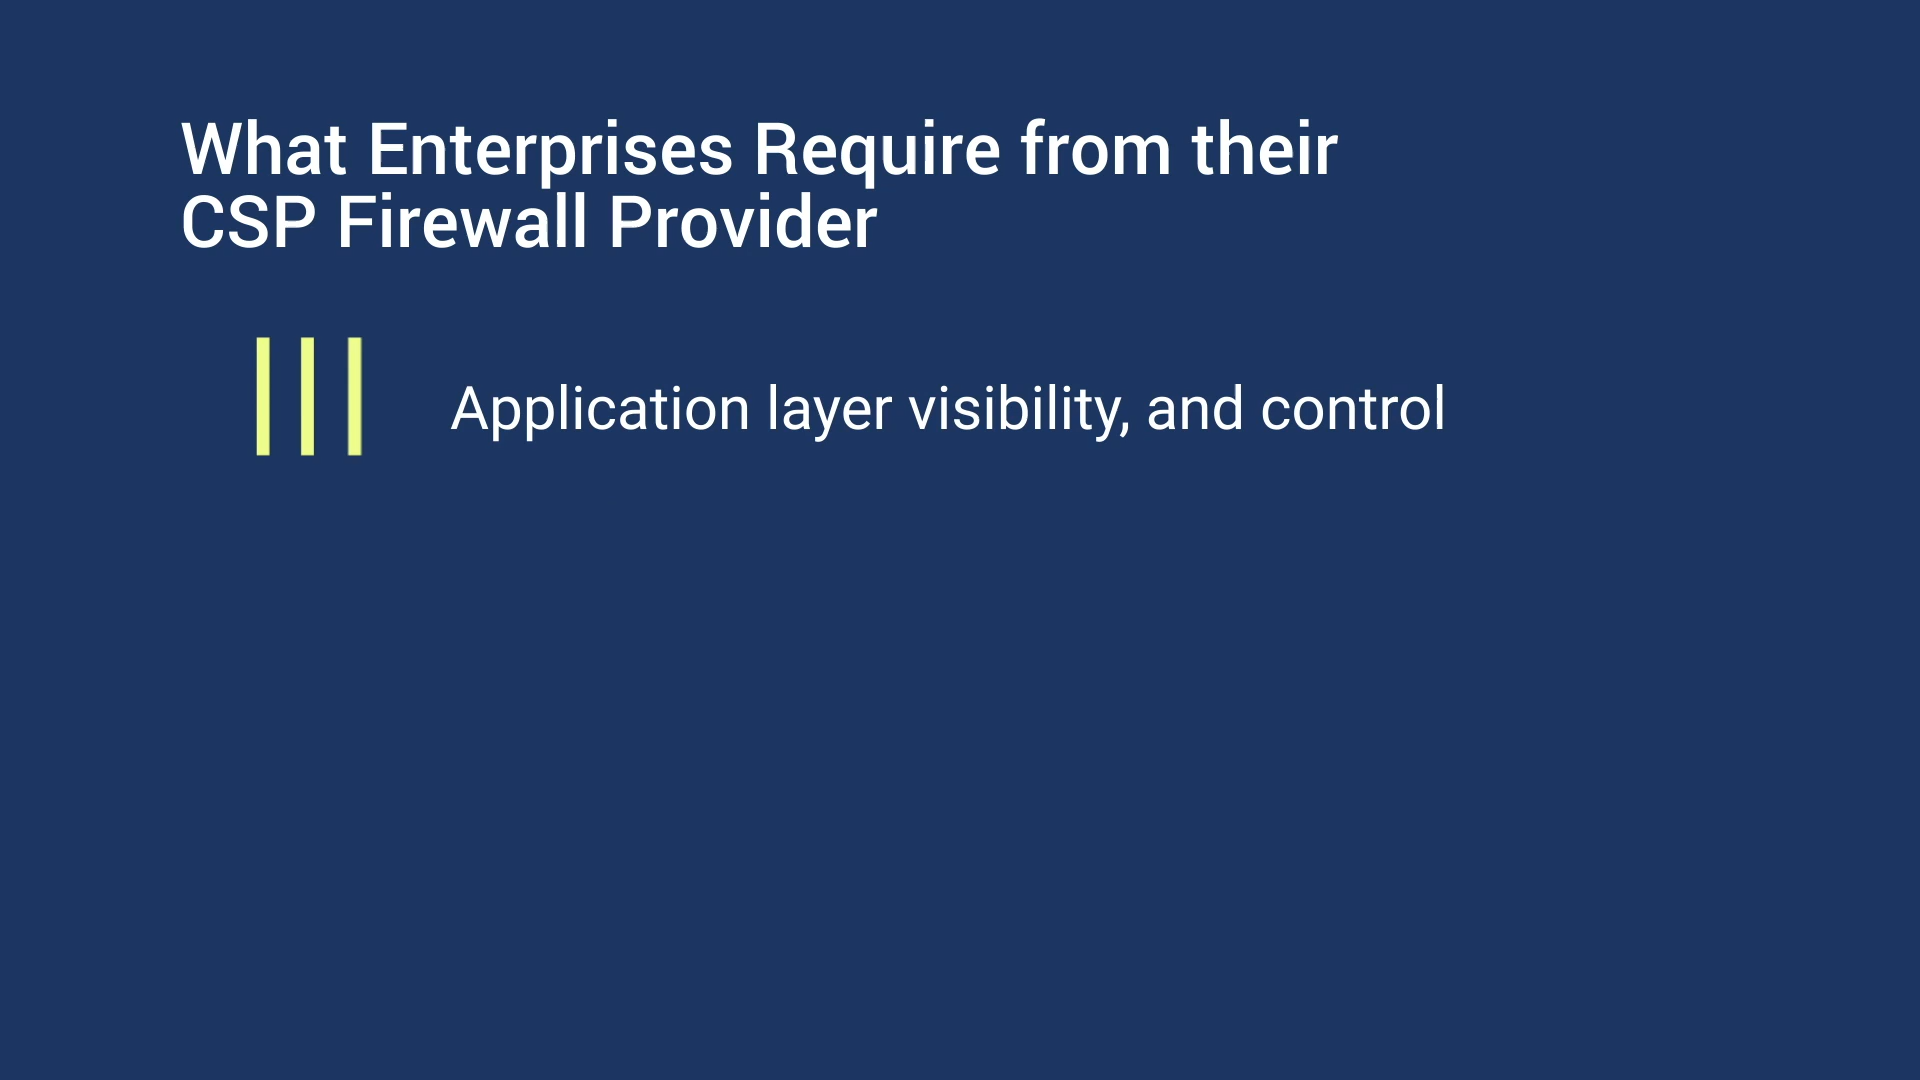 What Enterprises Require from their
CSP Firewall Provider
Application layer visibility, and control